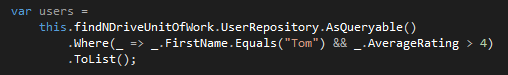 var users =
this.findNDriveUnitOfWork.UserRepository.AsQueryable()
.Where(_ => _.FirstName.Equals("Tom") && _.AverageRating > 4)
.ToList();